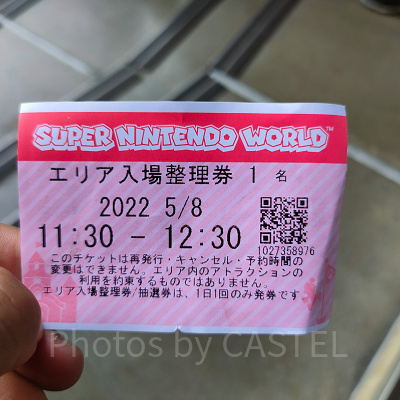 SUPER NINTENDO WORLD™
エリア入場整理券 1 名
2022 5/8
11:30 - 12:30
1027358976
このチケットは再発行・キャンセル・予約時間の
変更はできません。エリア内のアトラクションの
利用を約束するものではありません。
エリア入場整理券/抽選券は、1日1回のみ発券です
Photos by CASTEL